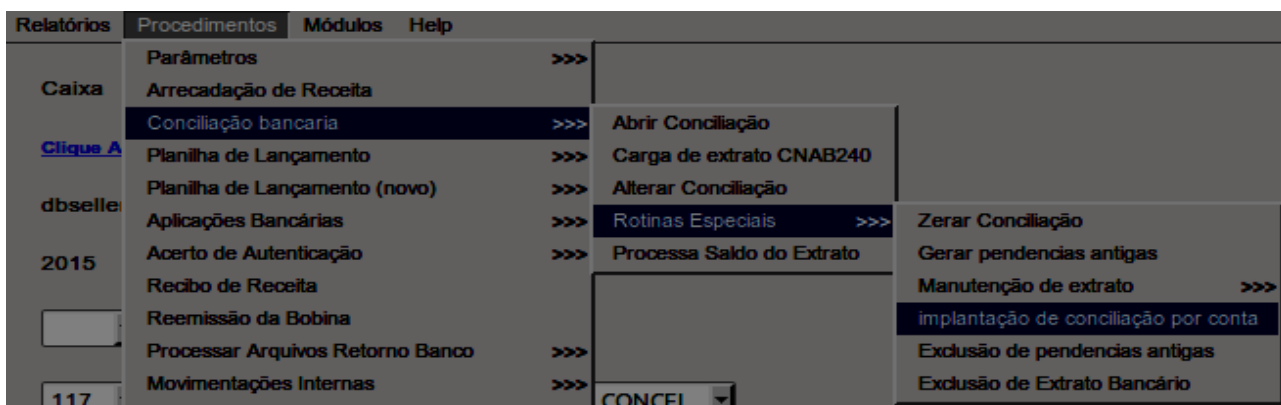 Relatórios Procedimentos Módulos Help
Parâmetros >>>
Caixa
Arrecadação de Receita
Conciliação bancaria >>>
Abrir Conciliação
Clique A
Planilha de Lançamento >>>
Carga de extrato CNAB240
Planilha de Lançamento (novo) >>>
Alterar Conciliação
dbselle
Aplicações Bancárias >>>
Rotinas Especiais >>>
Zerar Conciliação
2015
Acerto de Autenticação >>>
Processa Saldo do Extrato
Gerar pendencias antigas
Recibo de Receita
Manutenção de extrato >>>
Reemissão da Bobina
implantação de conciliação por conta
Processar Arquivos Retorno Banco >>>
Exclusão de pendencias antigas
117
Movimentações Internas >>>
CONCEL
Exclusão de Extrato Bancário